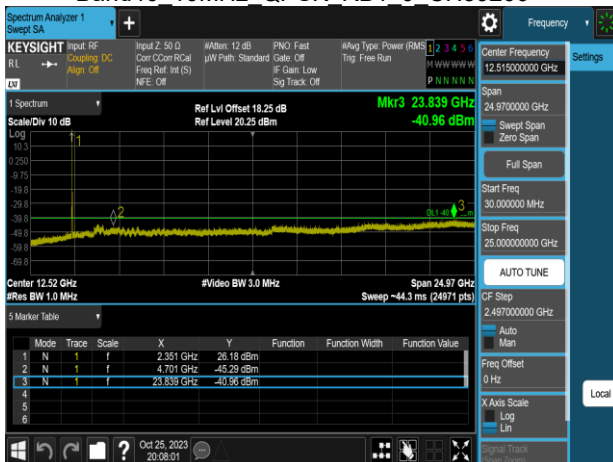 Spectrum Analyzer 1
Swept SA
Frequency
KEYSIGHT
RL
Input: RF
Coupling: DC
Align: Off
Input Z: 50 Ω
Corr CCorr RCal
Freq Ref: Int (S)
NFE: Off
#Atten: 12 dB
µW Path: Standard
PNO: Fast
Gate: Off
IF Gain: Low
Sig Track: Off
#Avg Type: Power (RMS
Trig: Free Run
1 2 3 4 5 6
M W W W W W
P N N N N N
1 Spectrum
Scale/Div 10 dB
Log
Ref Lvl Offset 18.25 dB
Ref Level 20.25 dBm
Mkr3 23.839 GHz
-40.96 dBm
10.3
0.250
-9.75
-19.8
-29.8
-39.8
-49.8
-59.8
-69.8
1
2
3
Center 12.52 GHz
#Res BW 1.0 MHz
#Video BW 3.0 MHz
Span 24.97 GHz
Sweep ~44.3 ms (24971 pts)
5 Marker Table
Mode Trace Scale X Y Function Function Width Function Value
1 N 1 f 2.351 GHz 26.18 dBm
2 N 1 f 4.701 GHz -45.29 dBm
3 N 1 f 23.839 GHz -40.96 dBm
4
5
6
Oct 25, 2023
20:08:01
Center Frequency
12.515000000 GHz
Settings
Span
24.9700000 GHz
Swept Span
Zero Span
Full Span
Start Freq
30.000000 MHz
Stop Freq
25.000000000 GHz
AUTO TUNE
CF Step
2.497000000 GHz
Auto
Man
Freq Offset
0 Hz
X Axis Scale
Log
Lin
Local
Signal Track